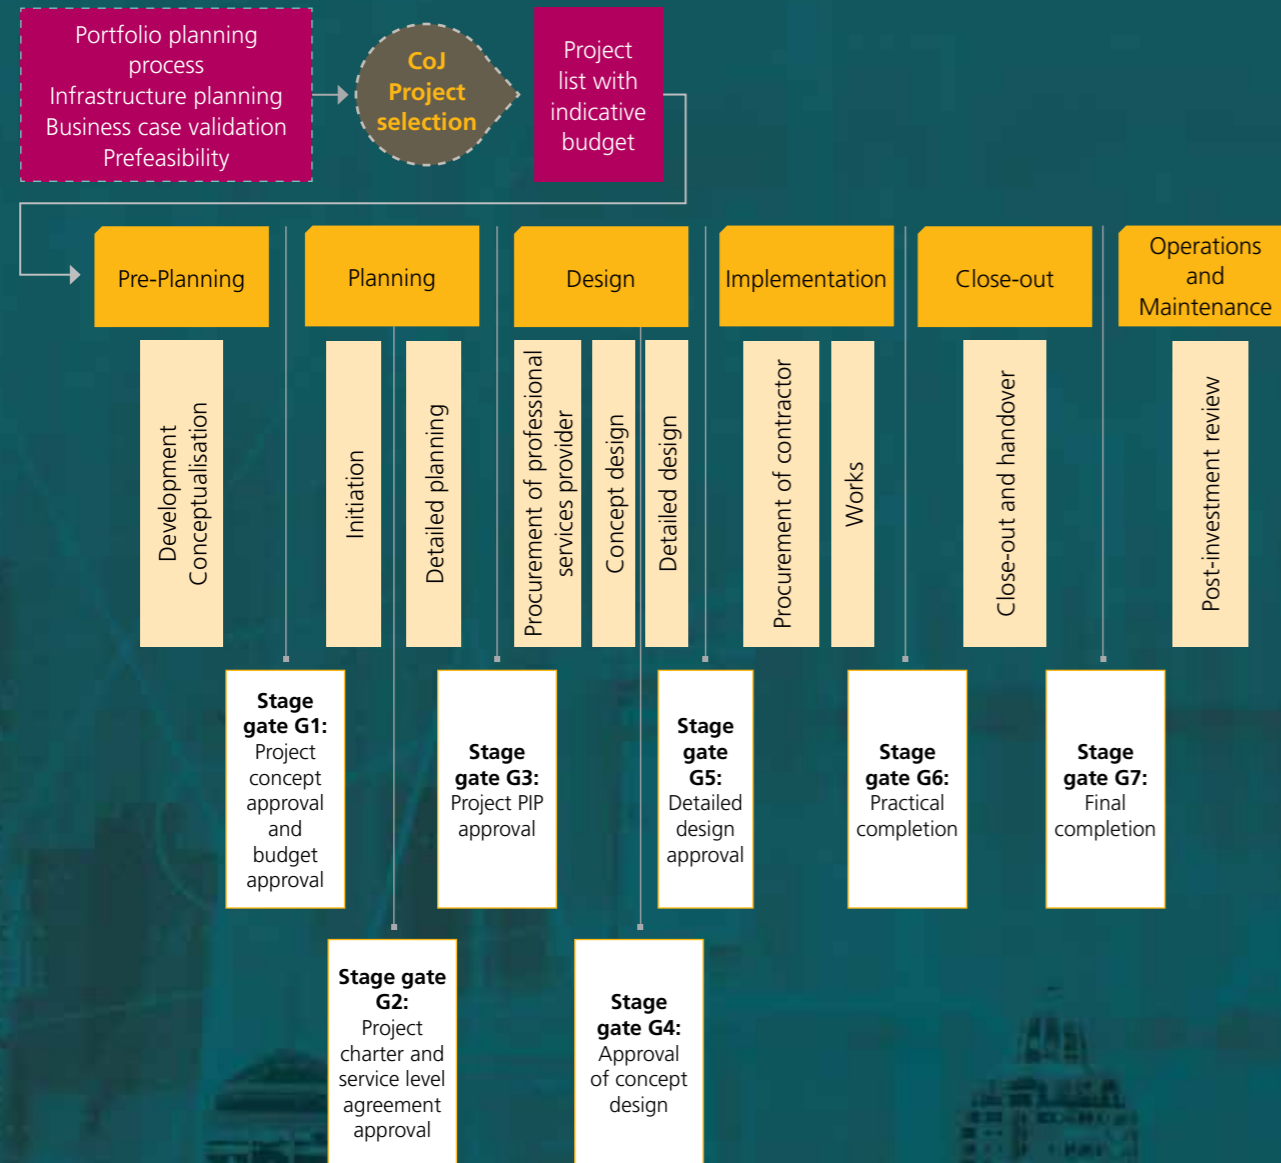 Portfolio planning
process
Infrastructure planning
Business case validation
Prefeasibility
CoJ
Project
selection
Project
list with
indicative
budget
Pre-Planning
Planning
Design
Implementation
Close-out
Operations
and
Maintenance
Development
Conceptualisation
Initiation
Detailed planning
Procurement of professional
services provider
Concept design
Detailed design
Procurement of contractor
Works
Close-out and handover
Post-investment review
Stage
gate G1:
Project
concept
approval
and
budget
approval
Stage gate
G2:
Project
charter and
service level
agreement
approval
Stage
gate G3:
Project PIP
approval
Stage
gate G4:
Approval
of concept
design
Stage
gate
G5:
Detailed
design
approval
Stage
gate G6:
Practical
completion
Stage
gate G7:
Final
completion